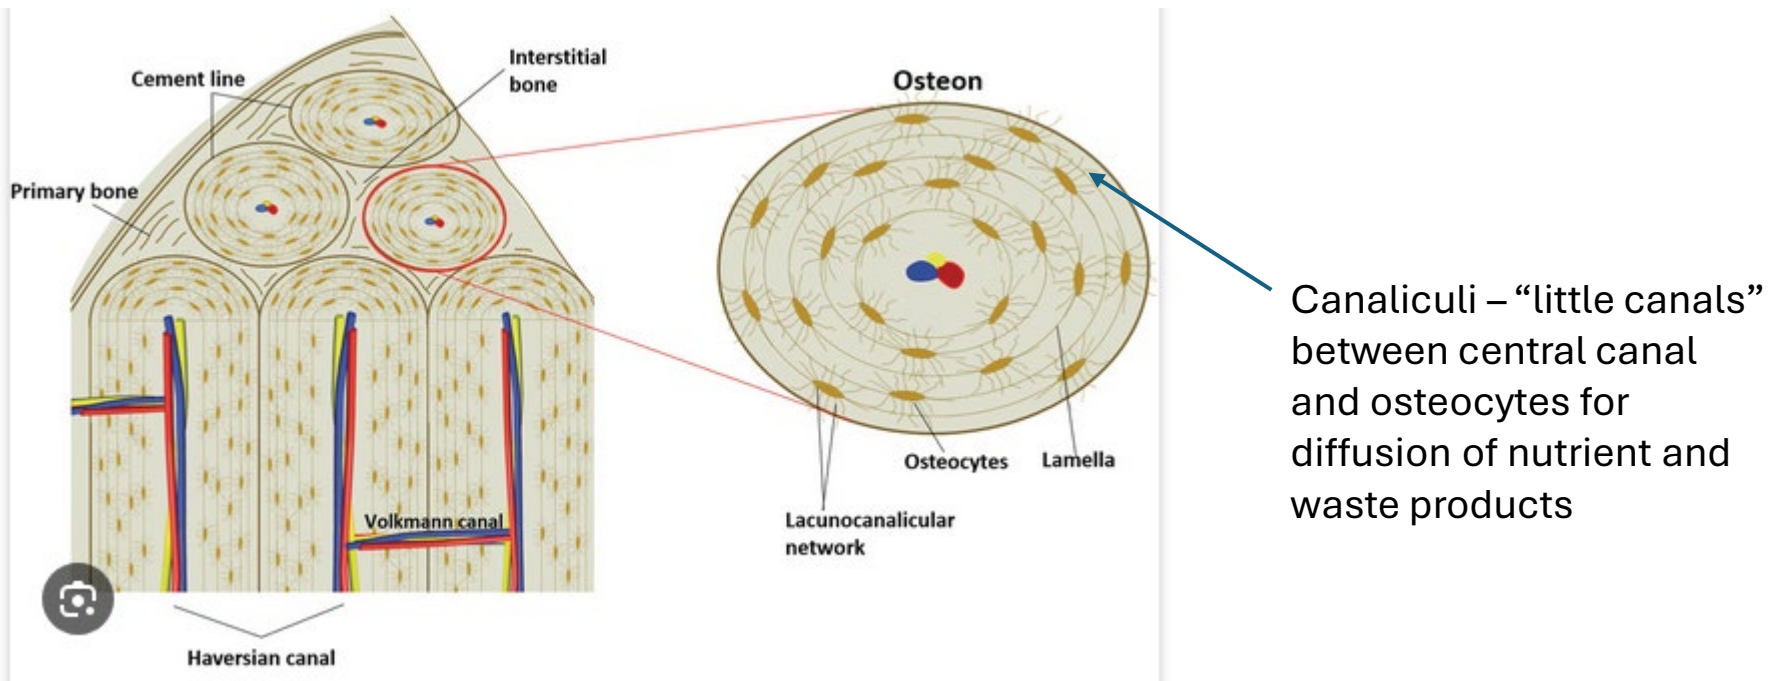 Cement line
Interstitial
bone
Primary bone
Volkmann canal
Haversian canal
Osteon
Osteocytes
Lamella
Lacunocanalicular
network
Canaliculi – “little canals”
between central canal
and osteocytes for
diffusion of nutrient and
waste products